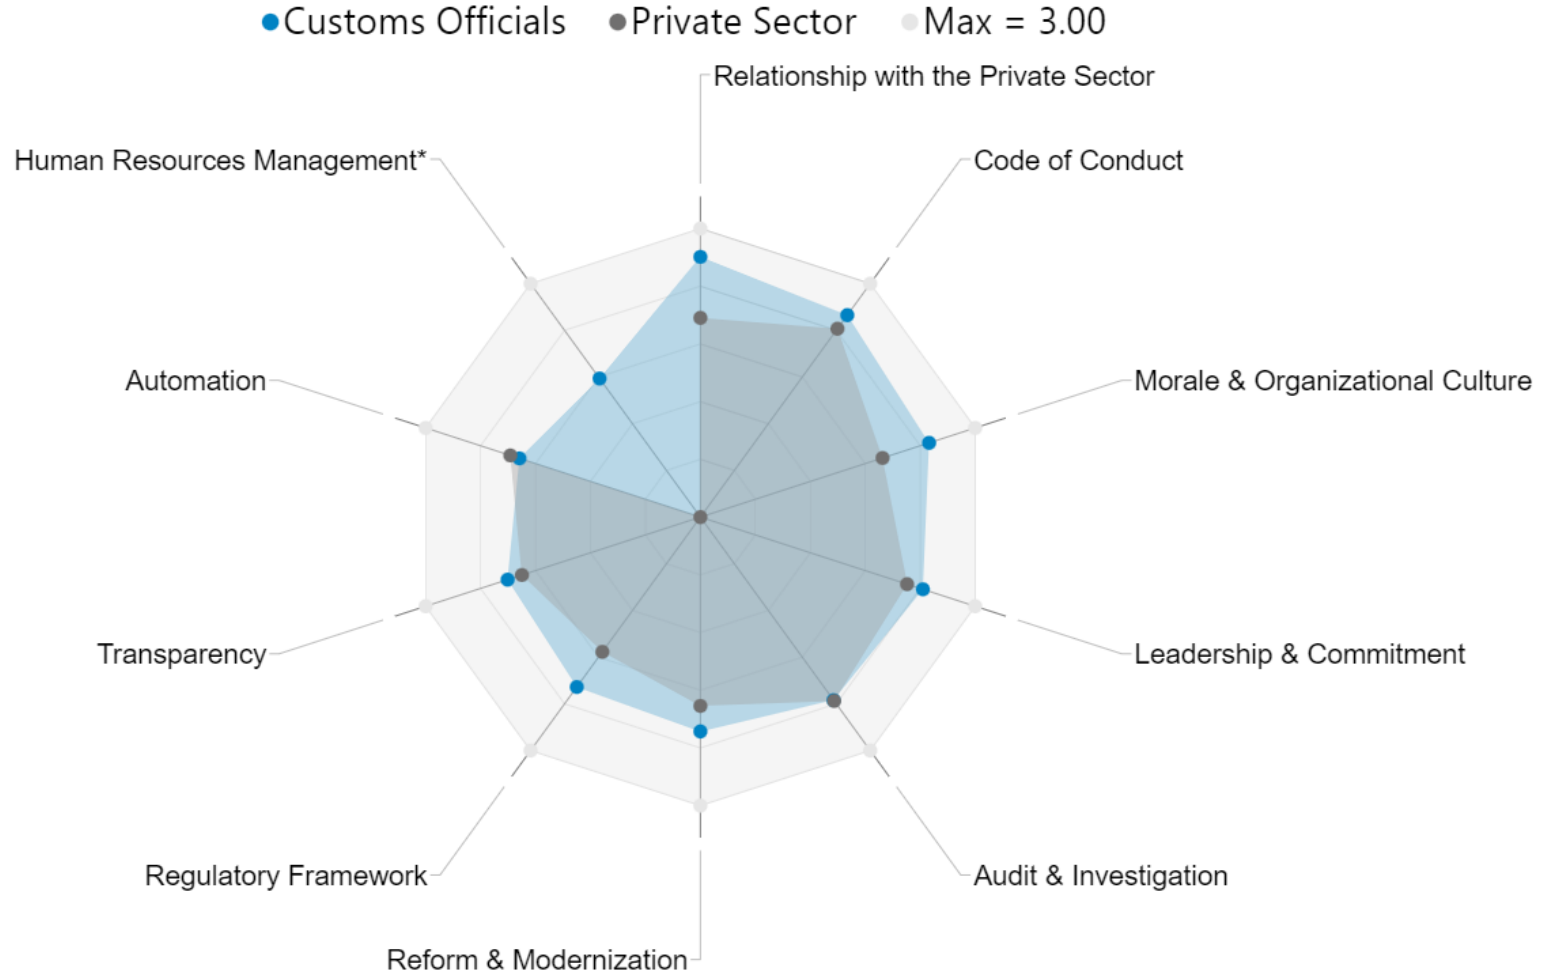 Customs Officials Private Sector Max = 3.00
Relationship with the Private Sector
Human Resources Management*
Code of Conduct
Automation
Morale & Organizational Culture
Transparency
Leadership & Commitment
Regulatory Framework
Audit & Investigation
Reform & Modernization